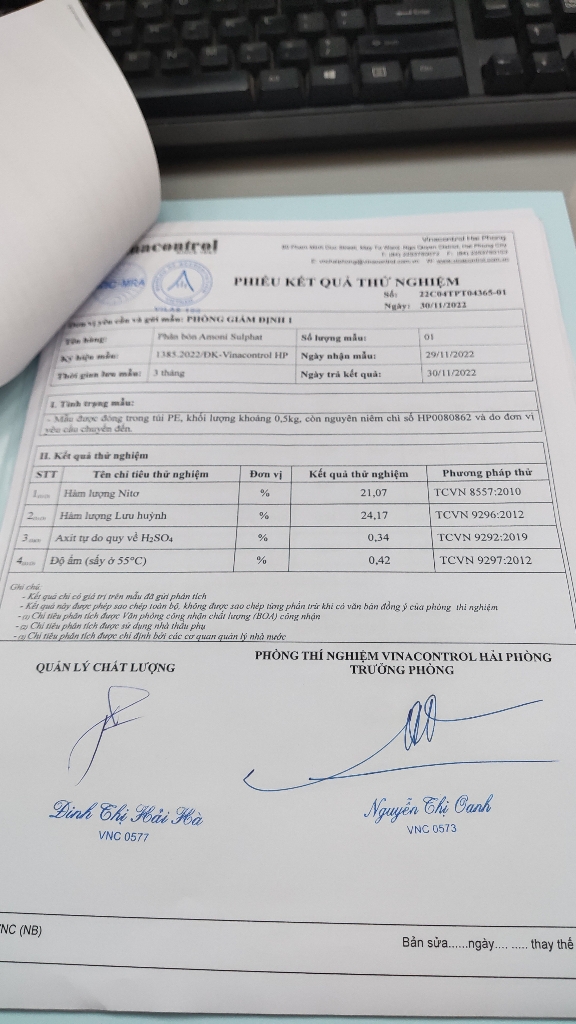 nacontrol
Vinacontrol Hai Phong
PHIẾU KẾT QUẢ THỬ NGHIỆM
Số: 22C04TPT04365-01
Ngày: 30/11/2022
Đơn vị yêu cầu và gửi mẫu: PHÒNG GIÁM ĐỊNH 1
Tên hàng: Phân bón Amoni Sulphat Số lượng mẫu: 01
Ký hiệu mẫu: 1385.2022/ĐK-Vinacontrol HP Ngày nhận mẫu: 29/11/2022
Thời gian lưu mẫu: 3 tháng Ngày trả kết quả: 30/11/2022
I. Tình trạng mẫu:
- Mẫu được đóng trong túi PE, khối lượng khoảng 0,5kg, còn nguyên niêm chì số HP0080862 và do đơn vị
yêu cầu chuyển đến.
II. Kết quả thử nghiệm
STT Tên chỉ tiêu thử nghiệm Đơn vị Kết quả thử nghiệm Phương pháp thử
1 Hàm lượng Nitơ % 21,07 TCVN 8557:2010
2 Hàm lượng Lưu huỳnh % 24,17 TCVN 9296:2012
3 Axit tự do quy về H₂SO₄ % 0,34 TCVN 9292:2019
4 Độ ẩm (sấy ở 55°C) % 0,42 TCVN 9297:2012
Ghi chú:
- Kết quả chỉ có giá trị trên mẫu đã gửi phân tích
- Kết quả này được phép sao chép toàn bộ, không được sao chép từng phần trừ khi có văn bản đồng ý của phòng thí nghiệm
- (1) Chỉ tiêu phân tích được Văn phòng công nhận chất lượng (BOA) công nhận
- (2) Chỉ tiêu phân tích được sử dụng nhà thầu phụ
- (3) Chỉ tiêu phân tích được chỉ định bởi các cơ quan quản lý nhà nước
QUẢN LÝ CHẤT LƯỢNG
PHÒNG THÍ NGHIỆM VINACONTROL HẢI PHÒNG
TRƯỞNG PHÒNG
Đinh Thị Hải Hà
VNC 0577
Nguyễn Thị Oanh
VNC 0573
VNC (NB)
Bản sửa......ngày.... ..... thay thế